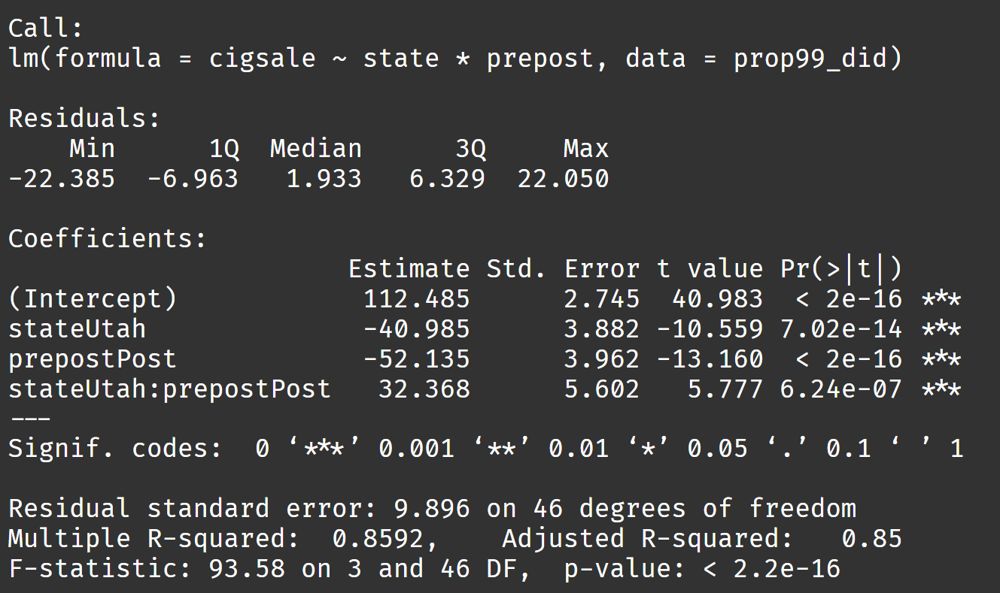 Call:
lm(formula = cigsale ~ state * prepost, data = prop99_did)

Residuals:
    Min      1Q  Median      3Q     Max
-22.385  -6.963   1.933   6.329  22.050

Coefficients:
                      Estimate Std. Error t value Pr(>|t|)
(Intercept)            112.485      2.745  40.983  < 2e-16 ***
stateUtah              -40.985      3.882 -10.559 7.02e-14 ***
prepostPost            -52.135      3.962 -13.160  < 2e-16 ***
stateUtah:prepostPost   32.368      5.602   5.777 6.24e-07 ***
---
Signif. codes:  0 ‘***’ 0.001 ‘**’ 0.01 ‘*’ 0.05 ‘.’ 0.1 ‘ ’ 1

Residual standard error: 9.896 on 46 degrees of freedom
Multiple R-squared:  0.8592,    Adjusted R-squared:   0.85
F-statistic: 93.58 on 3 and 46 DF,  p-value: < 2.2e-16